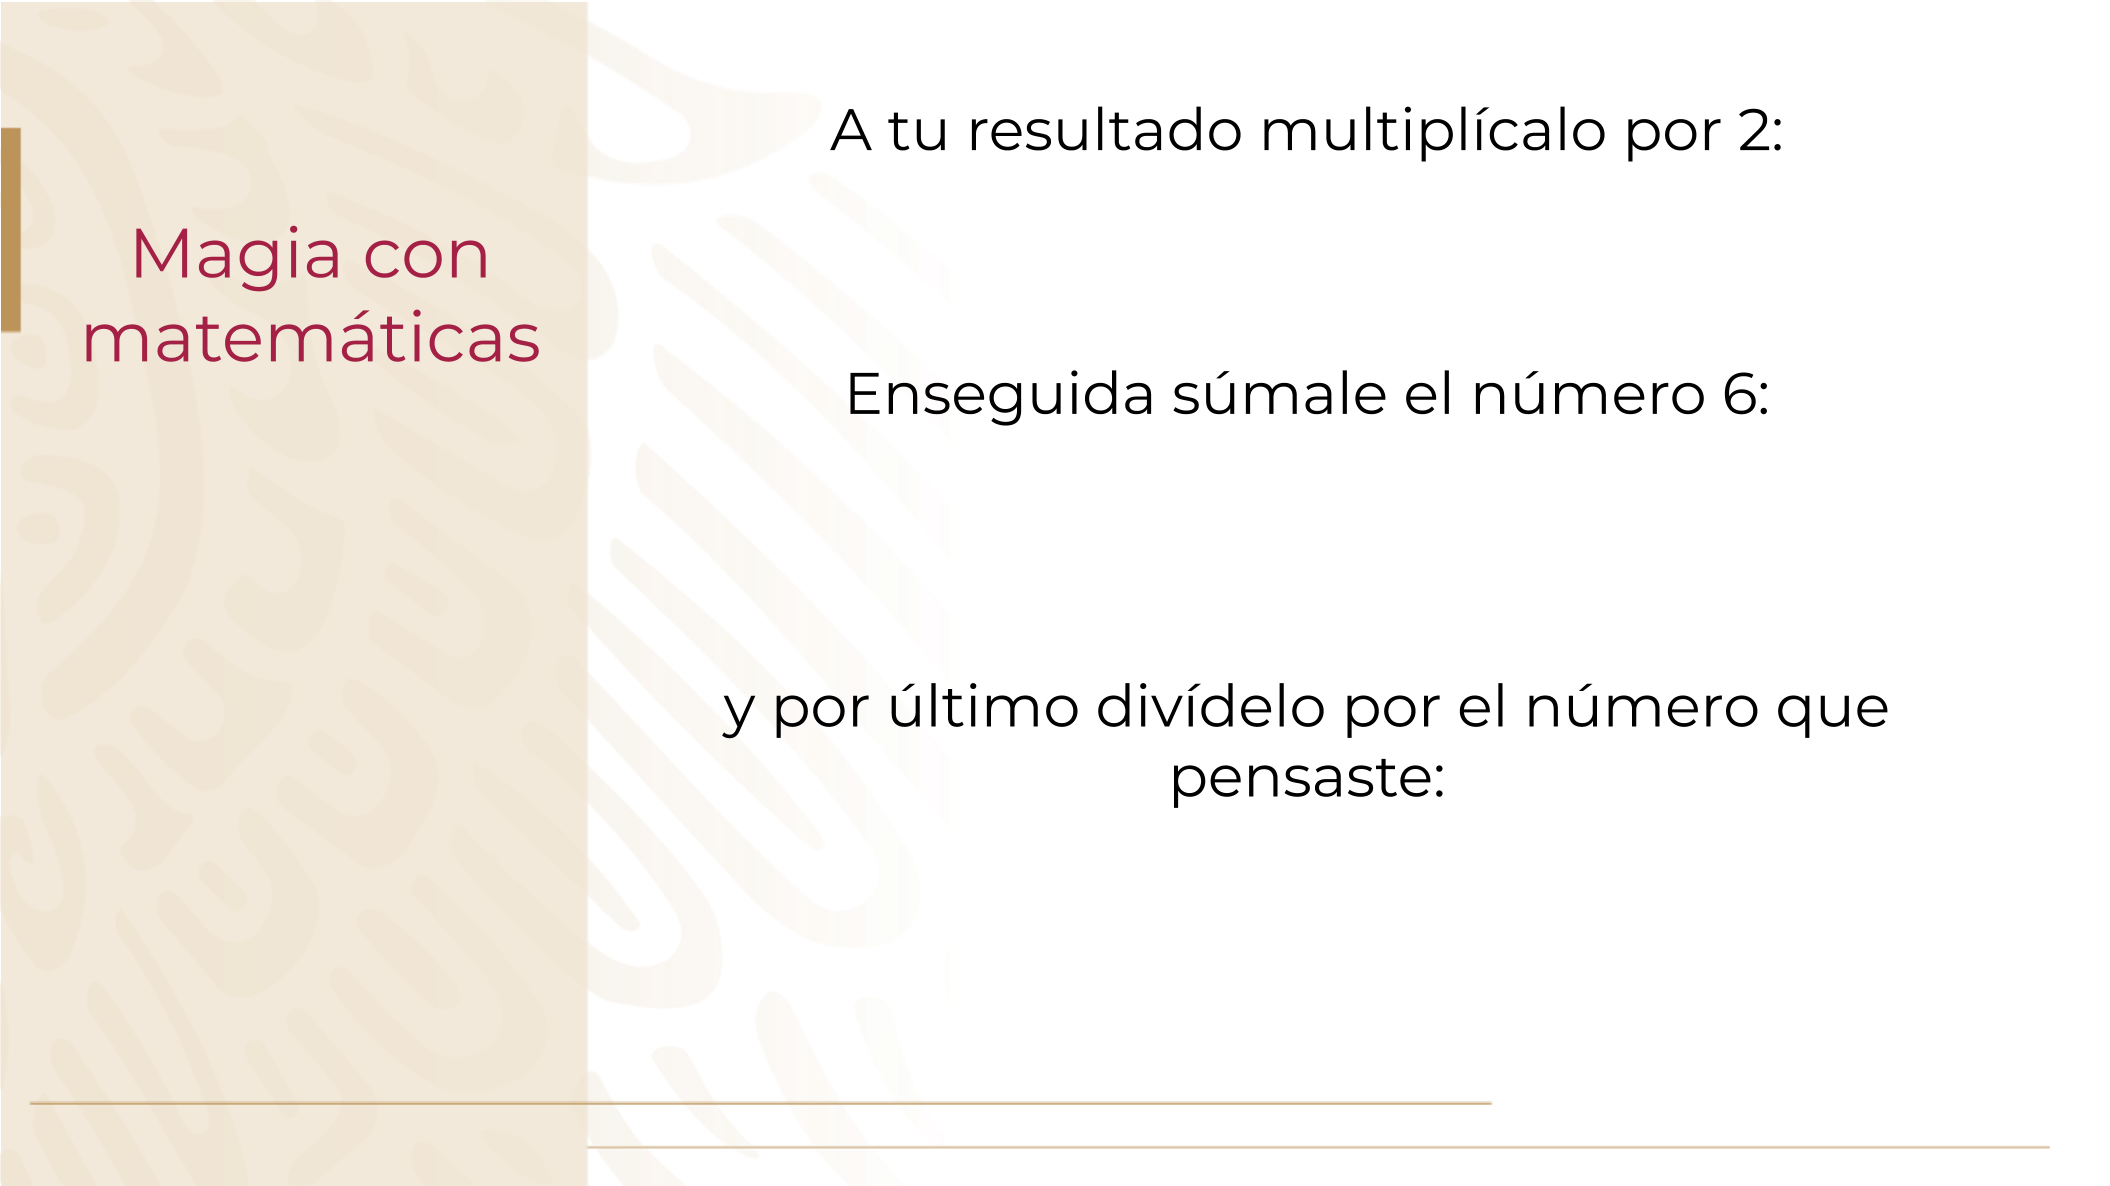 Magia con
matemáticas
A tu resultado multiplícalo por 2:
Enseguida súmale el número 6:
y por último divídelo por el número que
pensaste: